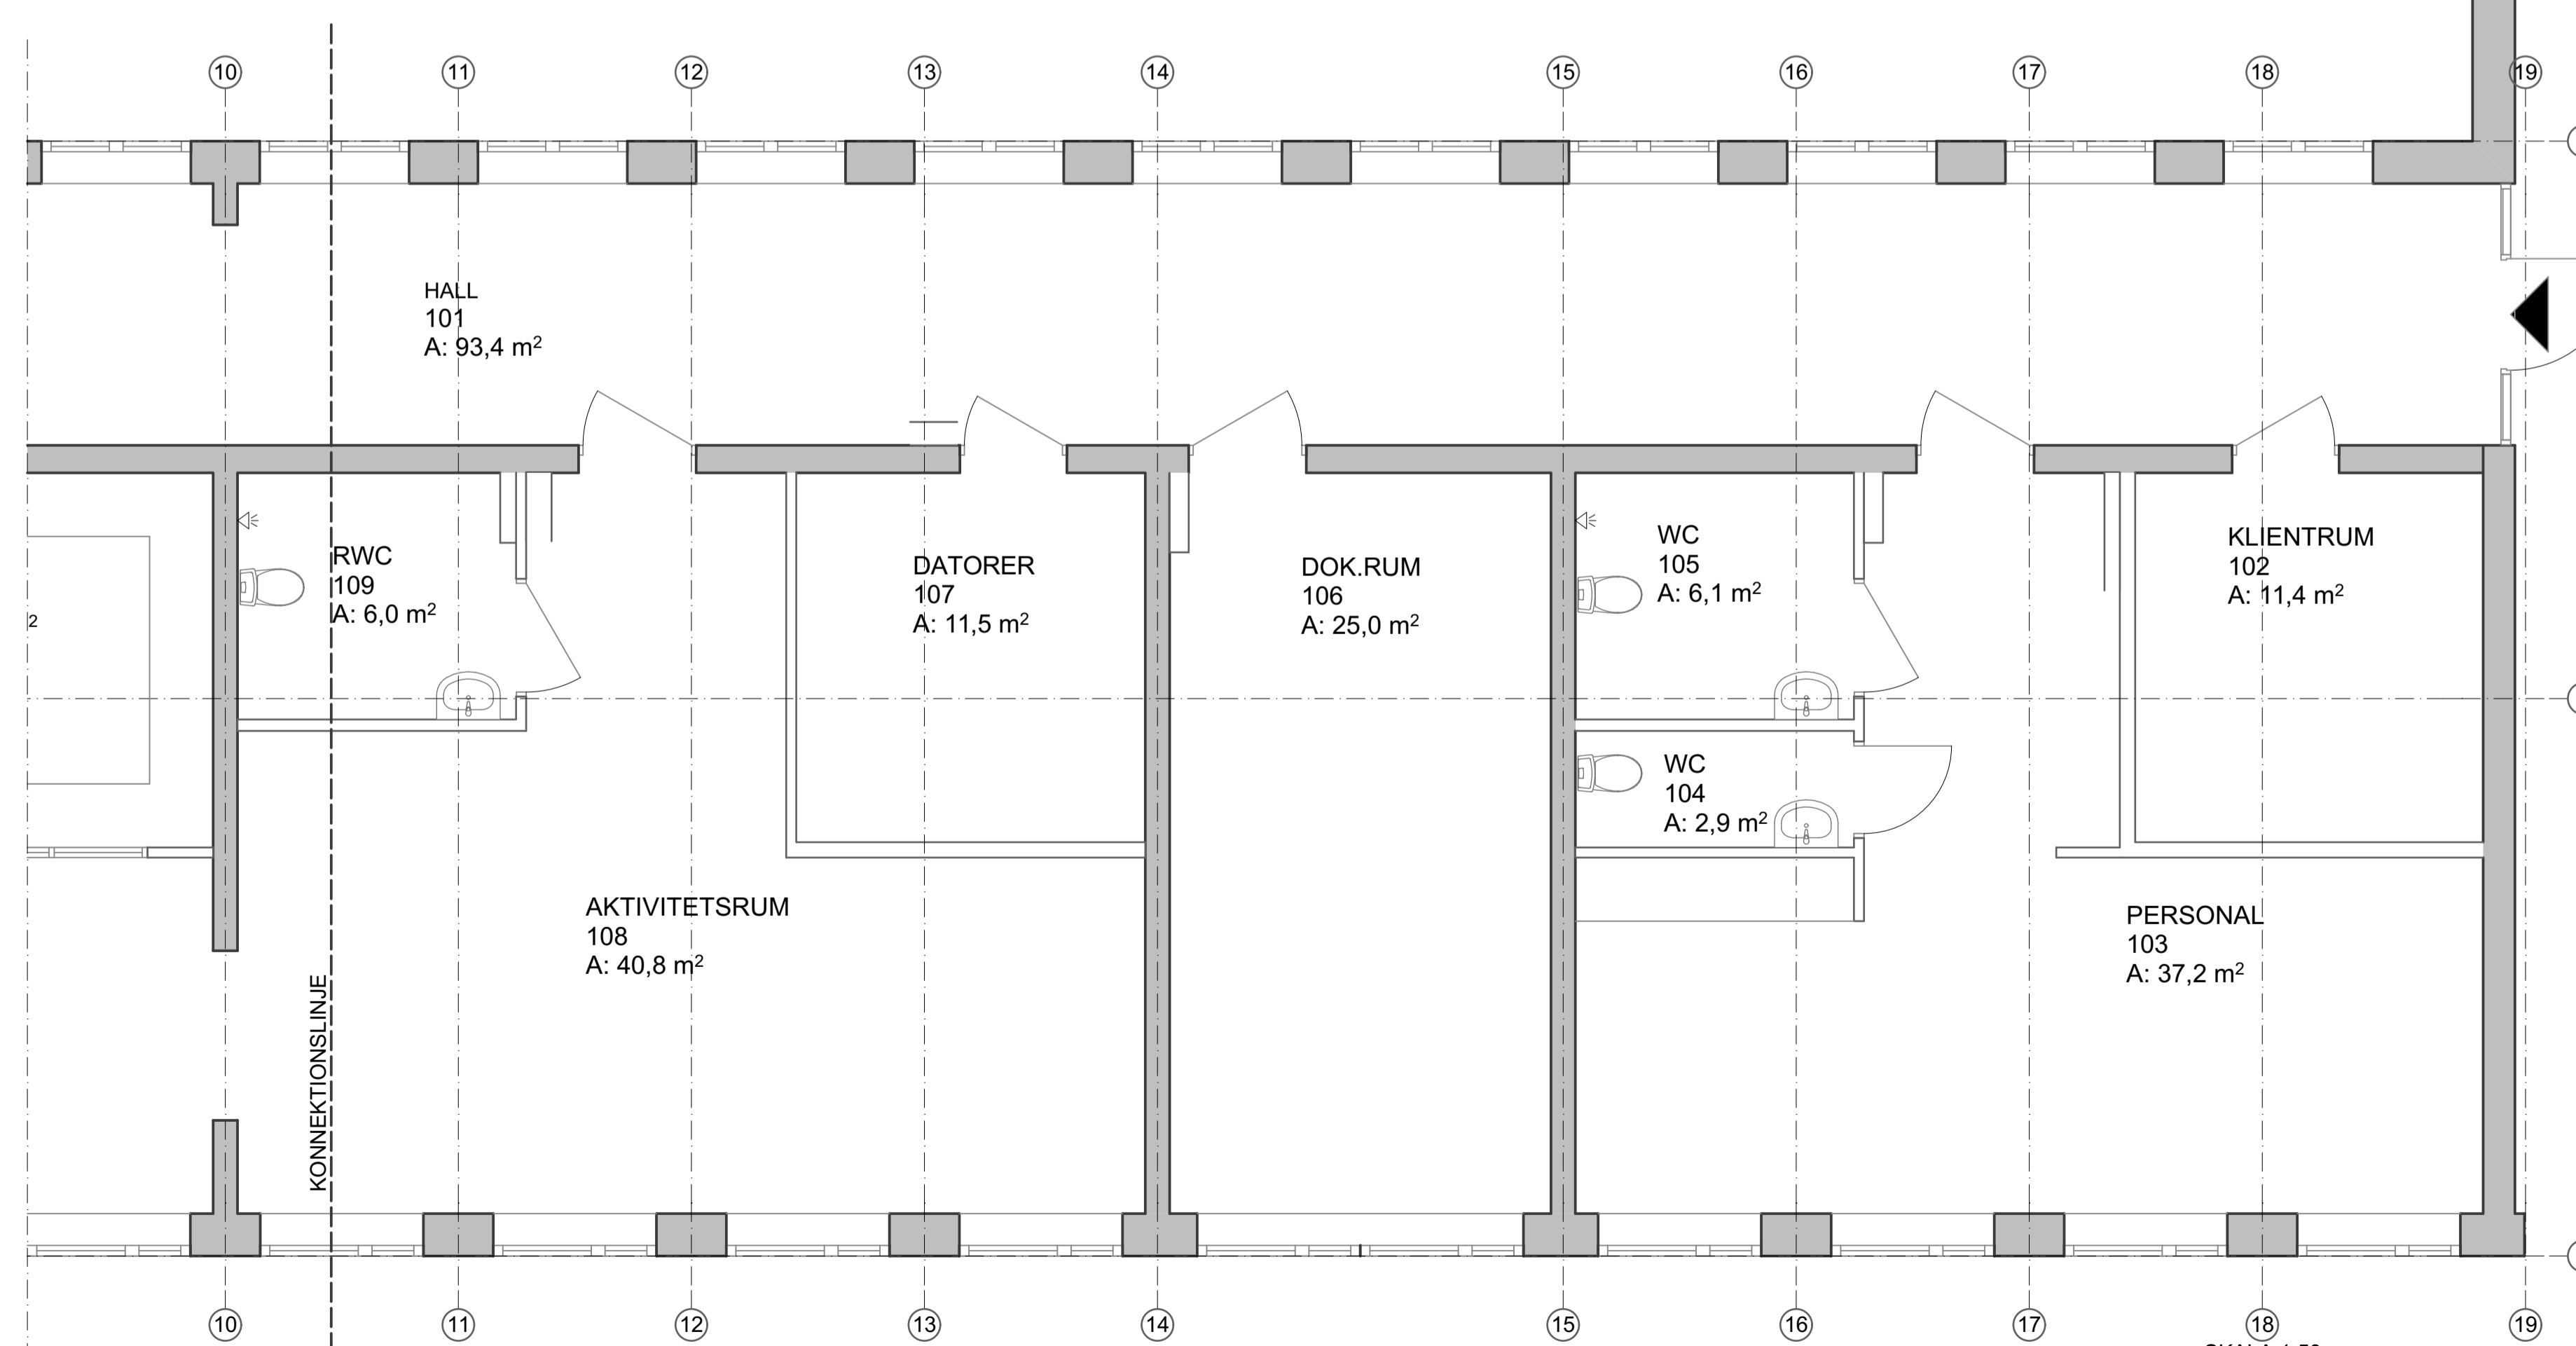 10 11 12 13 14 15 16 17 18 19
HALL
101
A: 93,4 m²
RWC
109
A: 6,0 m²
DATORER
107
A: 11,5 m²
DOK.RUM
106
A: 25,0 m²
WC
105
A: 6,1 m²
KLIENTRUM
102
A: 11,4 m²
2
WC
104
A: 2,9 m²
AKTIVITETSRUM
108
A: 40,8 m²
PERSONAL
103
A: 37,2 m²
KONNEKTIONSLINJE
10 11 12 13 14 15 16 17 18 19